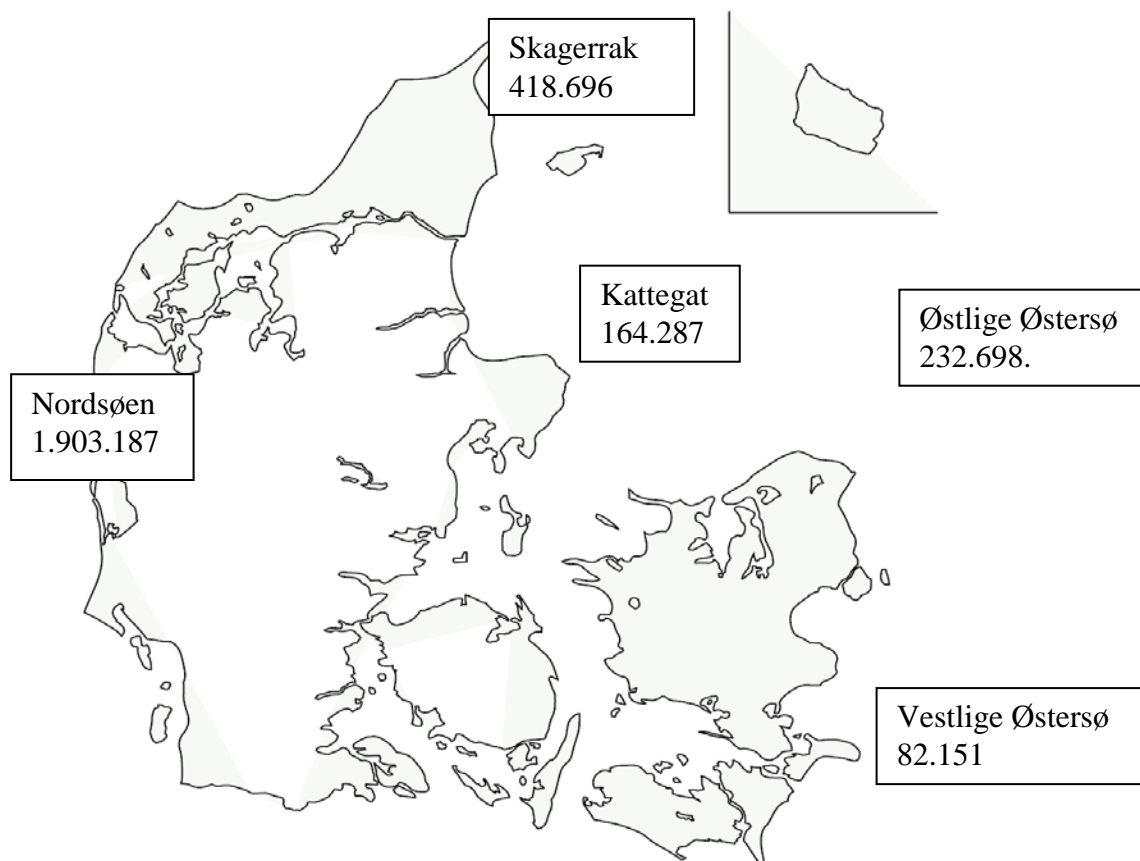 Skagerrak
418.696
Kattegat
164.287
Østlige Østersø
232.698.
Nordsøen
1.903.187
Vestlige Østersø
82.151